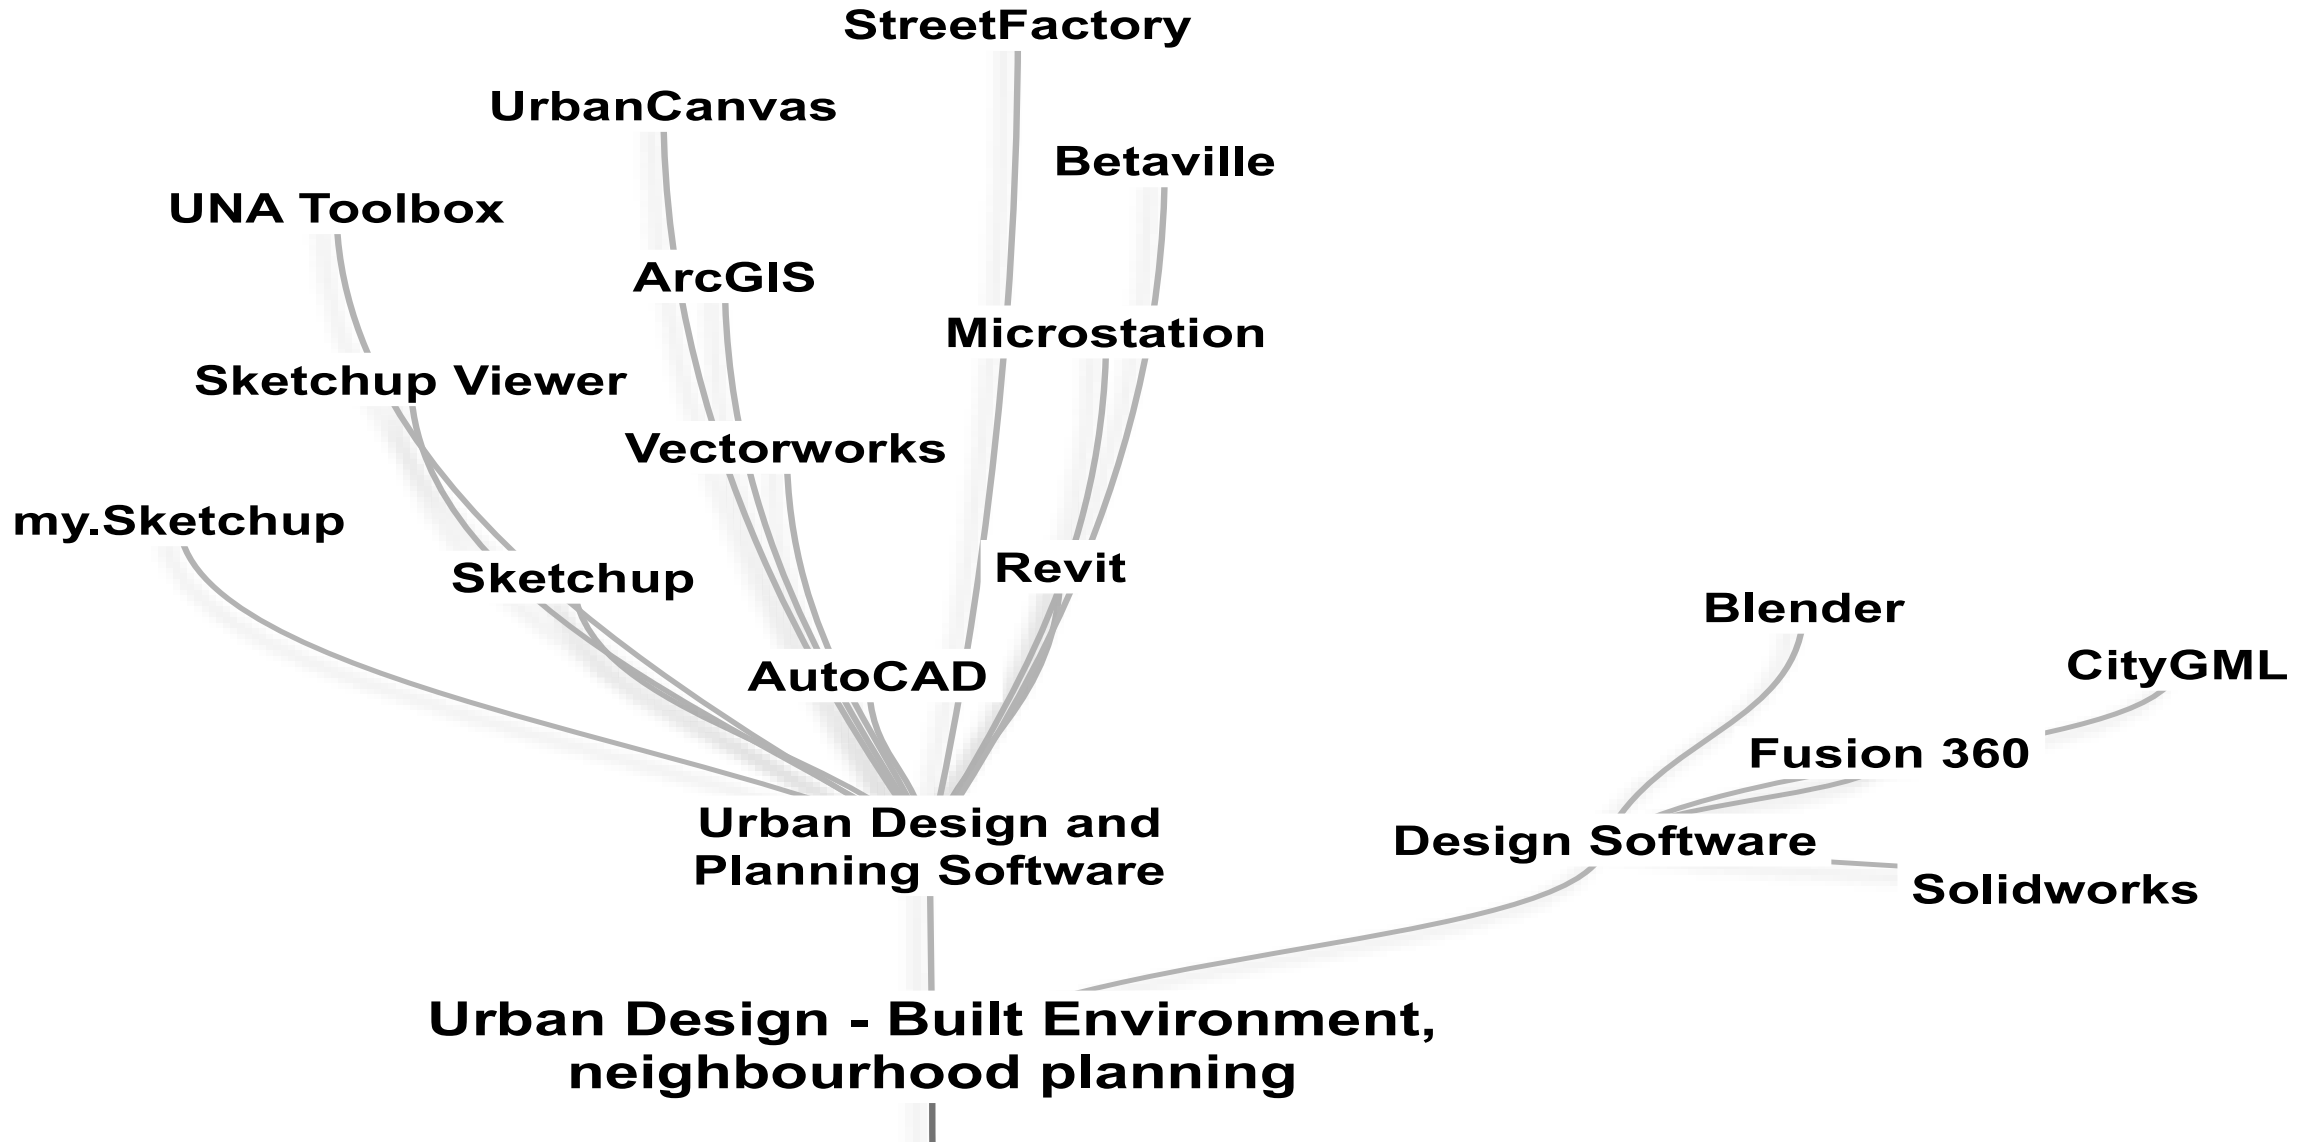 StreetFactory
UrbanCanvas
Betaville
UNA Toolbox
ArcGIS
Microstation
Sketchup Viewer
Vectorworks
my.Sketchup
Revit
Sketchup
Blender
CityGML
AutoCAD
Fusion 360
Urban Design and
Planning Software
Design Software
Solidworks
Urban Design - Built Environment,
neighbourhood planning